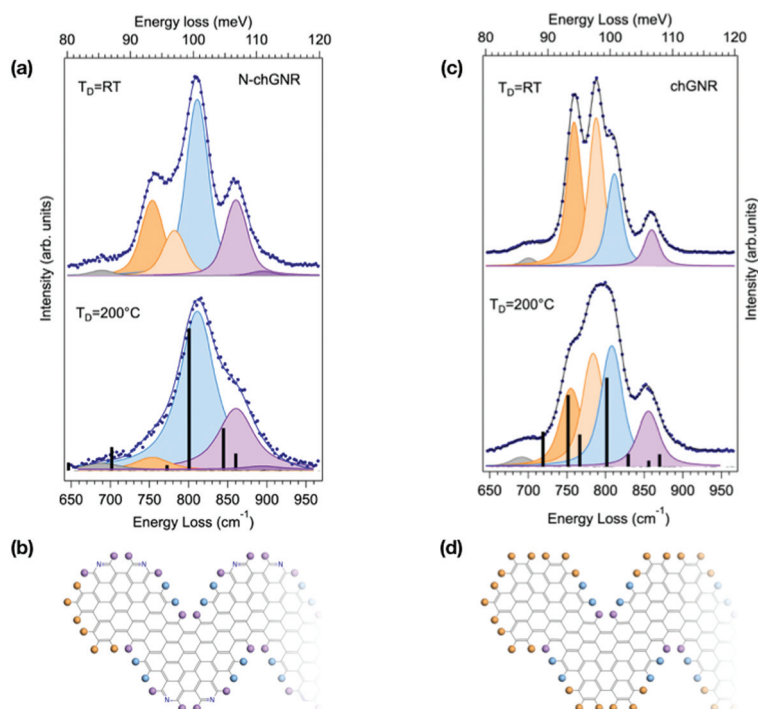 Energy loss (meV)
80 90 100 110 120
(a)
T_D=RT
N-chGNR
Intensity (arb. units)
T_D=200°C
650 700 750 800 850 900 950
Energy Loss (cm⁻¹)
(b)
N N N N
N N
Energy Loss (meV)
80 90 100 110 120
(c)
T_D=RT
chGNR
Intensity (arb.units)
T_D=200°C
650 700 750 800 850 900 950
Energy Loss (cm⁻¹)
(d)